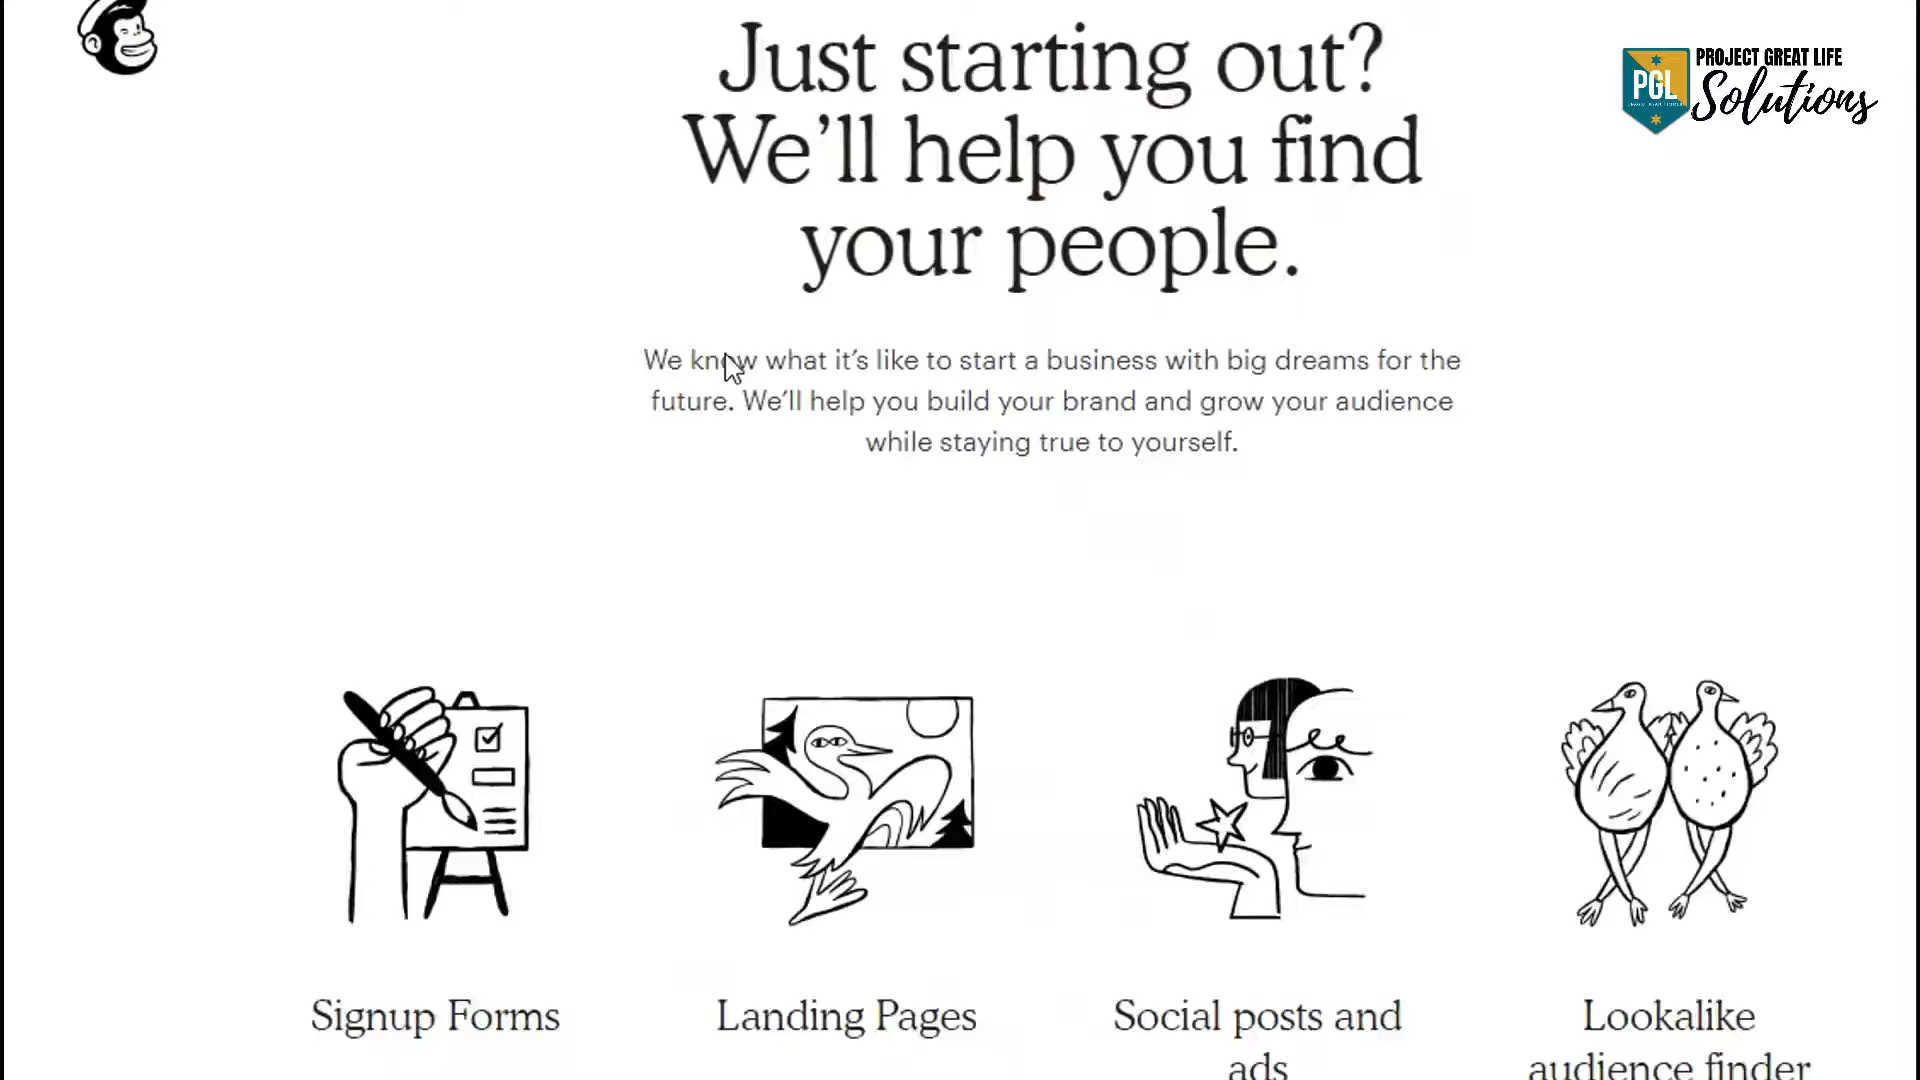 Just starting out?
We’ll help you find
your people.
PROJECT GREAT LIFE
PGL Solutions
We know what it’s like to start a business with big dreams for the
future. We’ll help you build your brand and grow your audience
while staying true to yourself.
Signup Forms
Landing Pages
Social posts and
ads
Lookalike
audience finder